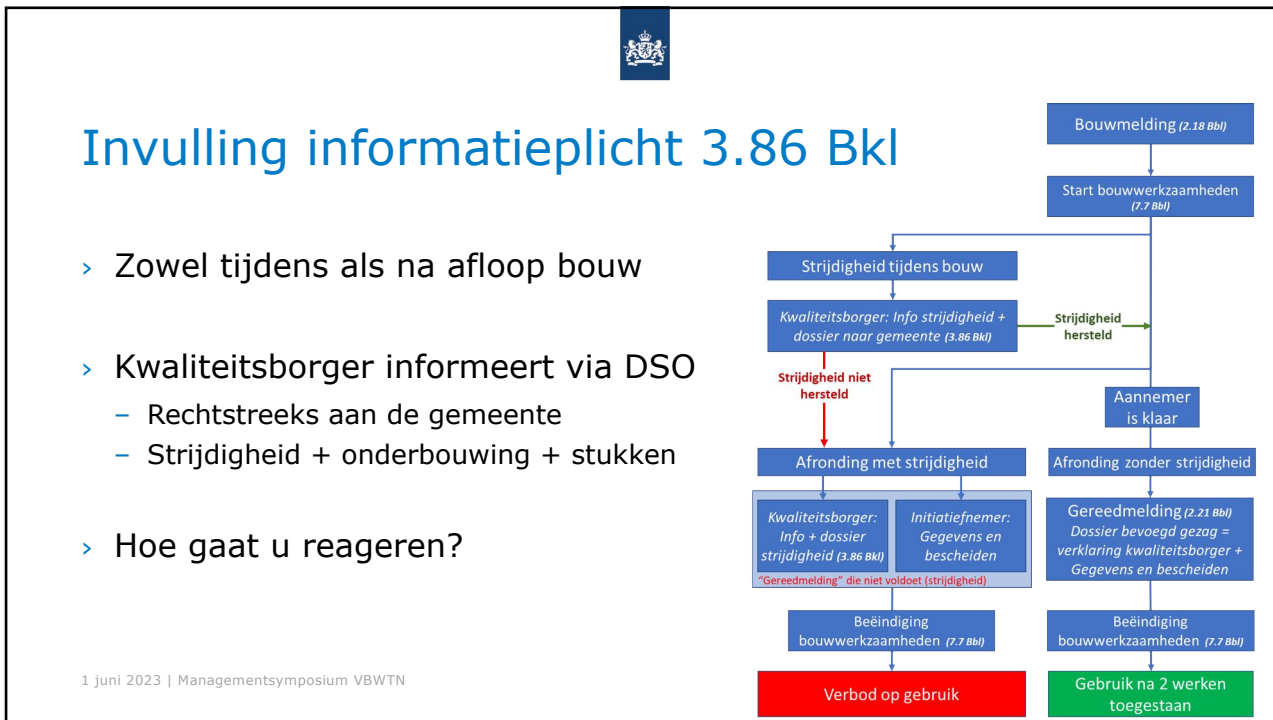 Invulling informatieplicht 3.86 Bkl
› Zowel tijdens als na afloop bouw
› Kwaliteitsborger informeert via DSO
– Rechtstreeks aan de gemeente
– Strijdigheid + onderbouwing + stukken
› Hoe gaat u reageren?
1 juni 2023 | Managementsymposium VBWTN
Bouwmelding (2.18 Bbl)
Start bouwwerkzaamheden
(7.7 Bbl)
Strijdigheid tijdens bouw
Kwaliteitsborger: Info strijdigheid +
dossier naar gemeente (3.86 Bkl)
Strijdigheid
hersteld
Strijdigheid niet
hersteld
Aannemer
is klaar
Afronding met strijdigheid
Afronding zonder strijdigheid
Kwaliteitsborger:
Info + dossier
strijdigheid (3.86 Bkl)
Initiatiefnemer:
Gegevens en
bescheiden
"Gereedmelding" die niet voldoet (strijdigheid)
Gereedmelding (2.21 Bbl)
Dossier bevoegd gezag =
verklaring kwaliteitsborger +
Gegevens en bescheiden
Beëindiging
bouwwerkzaamheden (7.7 Bbl)
Beëindiging
bouwwerkzaamheden (7.7 Bbl)
Verbod op gebruik
Gebruik na 2 werken
toegestaan